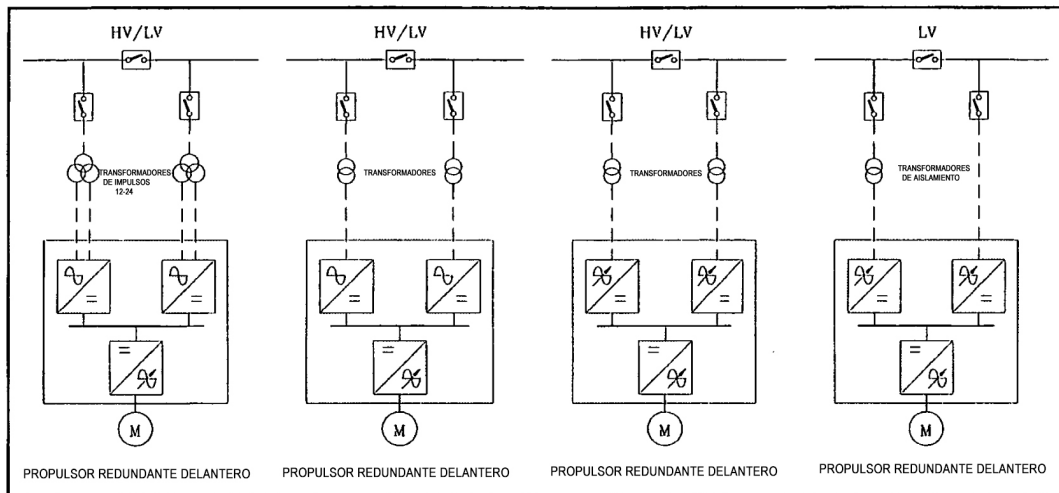 HV/LV
HV/LV
HV/LV
LV
TRANSFORMADORES
DE IMPULSOS
12-24
TRANSFORMADORES
TRANSFORMADORES
TRANSFORMADORES
DE AISLAMIENTO
M
M
M
M
PROPULSOR REDUNDANTE DELANTERO
PROPULSOR REDUNDANTE DELANTERO
PROPULSOR REDUNDANTE DELANTERO
PROPULSOR REDUNDANTE DELANTERO